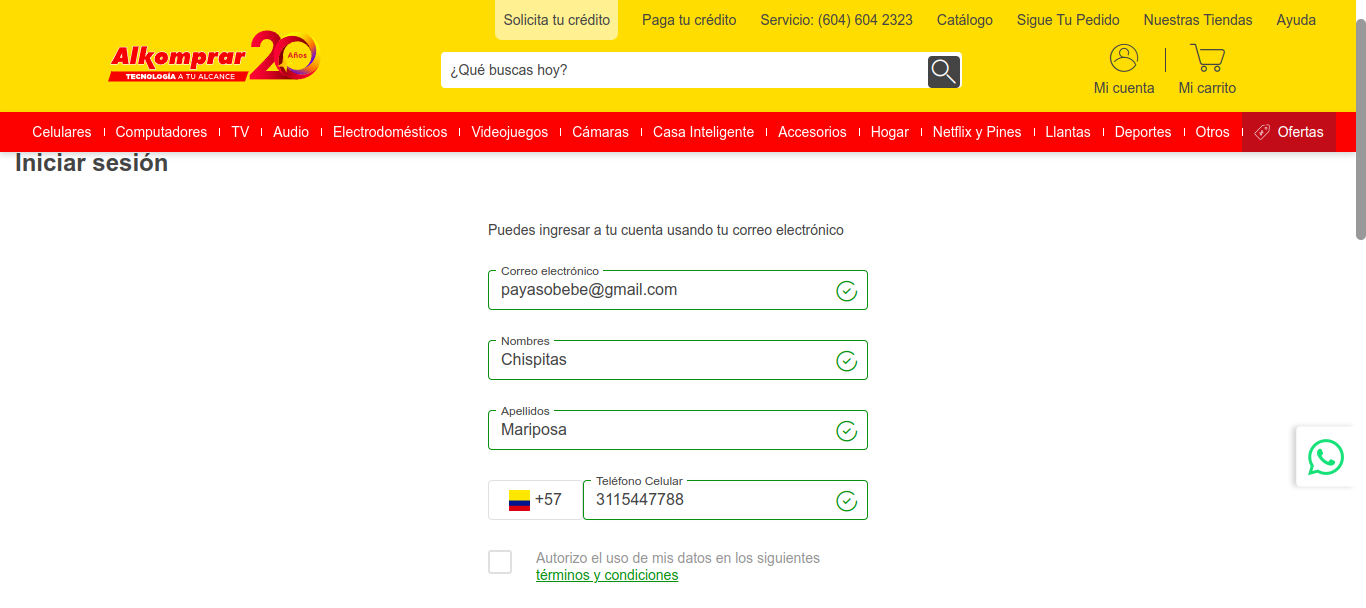 Solicita tu crédito Paga tu crédito Servicio: (604) 604 2323 Catálogo Sigue Tu Pedido Nuestras Tiendas Ayuda
Alkomprar 20 Años
TECNOLOGÍA A TU ALCANCE
¿Qué buscas hoy?
Mi cuenta Mi carrito
Celulares Computadores TV Audio Electrodomésticos Videojuegos Cámaras Casa Inteligente Accesorios Hogar Netflix y Pines Llantas Deportes Otros Ofertas
Iniciar sesión
Puedes ingresar a tu cuenta usando tu correo electrónico
Correo electrónico
payasobebe@gmail.com
Nombres
Chispitas
Apellidos
Mariposa
Teléfono Celular
+57 3115447788
Autorizo el uso de mis datos en los siguientes
términos y condiciones